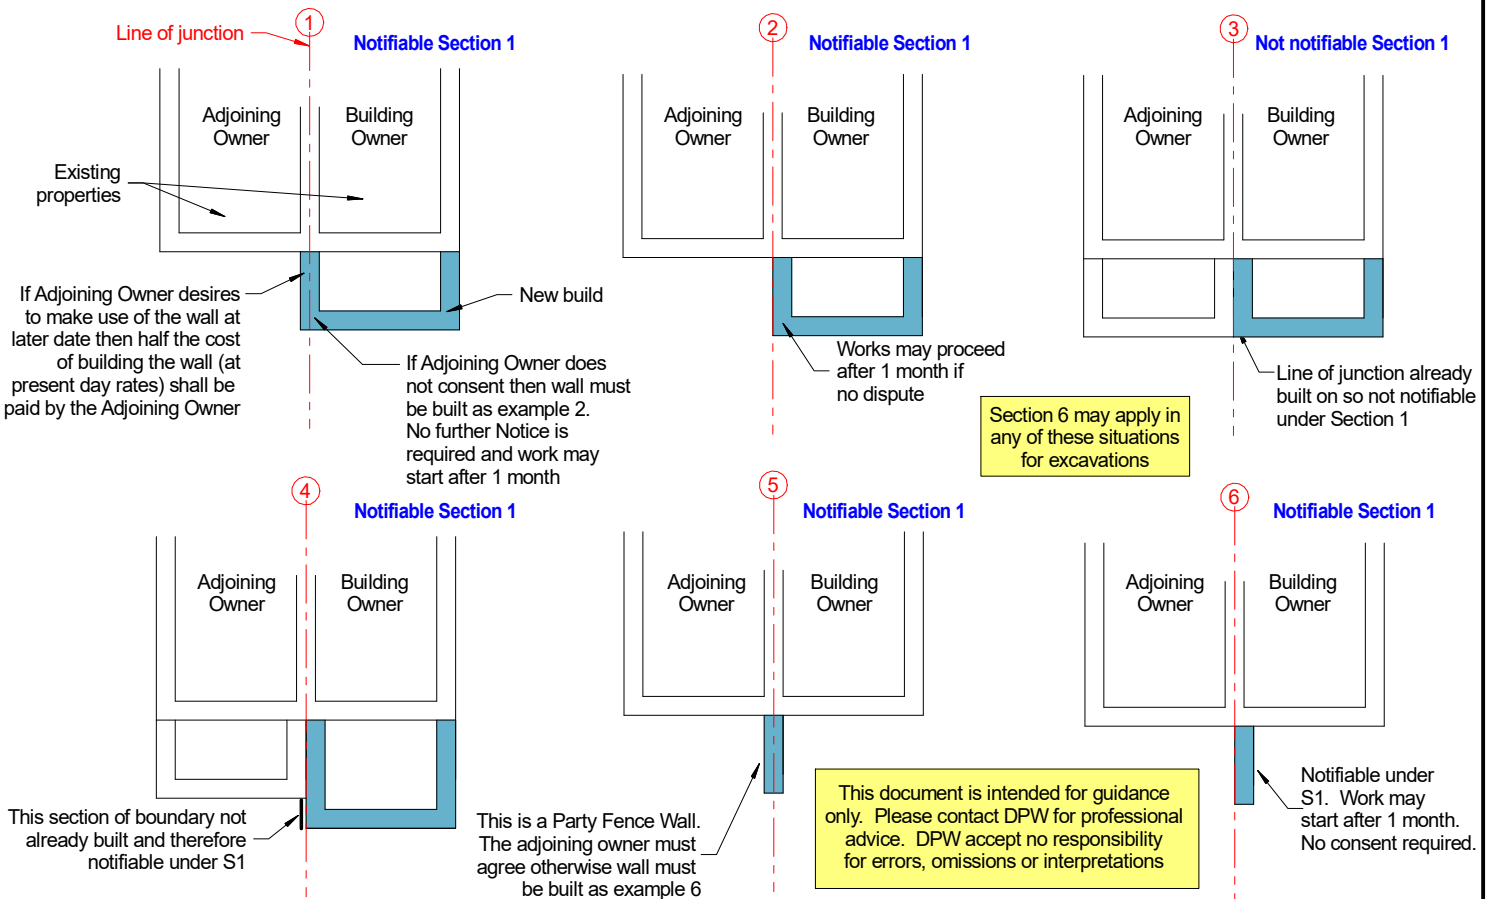 Line of junction
1
Notifiable Section 1
Adjoining
Owner
Building
Owner
Existing
properties
If Adjoining Owner desires
to make use of the wall at
later date then half the cost
of building the wall (at
present day rates) shall be
paid by the Adjoining Owner
New build
If Adjoining Owner does
not consent then wall must
be built as example 2.
No further Notice is
required and work may
start after 1 month
2
Notifiable Section 1
Adjoining
Owner
Building
Owner
Works may proceed
after 1 month if
no dispute
3
Not notifiable Section 1
Adjoining
Owner
Building
Owner
Line of junction already
built on so not notifiable
under Section 1
Section 6 may apply in
any of these situations
for excavations
4
Notifiable Section 1
Adjoining
Owner
Building
Owner
This section of boundary not
already built and therefore
notifiable under S1
5
Notifiable Section 1
Adjoining
Owner
Building
Owner
This is a Party Fence Wall.
The adjoining owner must
agree otherwise wall must
be built as example 6
This document is intended for guidance
only. Please contact DPW for professional
advice. DPW accept no responsibility
for errors, omissions or interpretations
6
Notifiable Section 1
Adjoining
Owner
Building
Owner
Notifiable under
S1. Work may
start after 1 month.
No consent required.